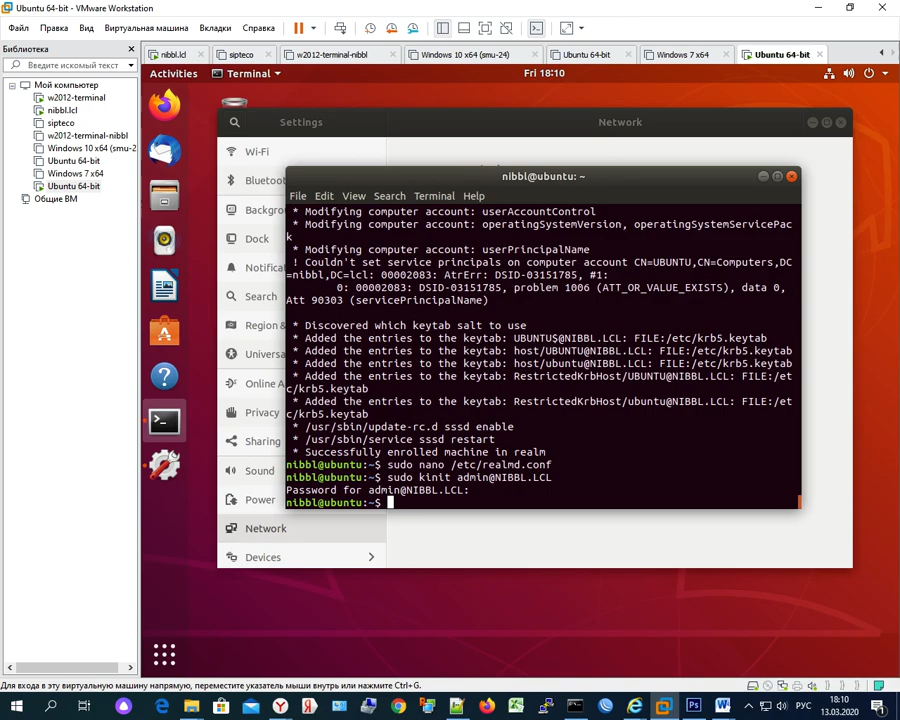 Ubuntu 64-bit - VMware Workstation
Файл Правка Вид Виртуальная машина Вкладки Справка
Библиотека
Введите искомый текст
Мой компьютер
w2012-terminal
nibbl.lcl
sipteco
w2012-terminal-nibbl
Windows 10 x64 (smu-2
Ubuntu 64-bit
Windows 7 x64
Ubuntu 64-bit
Общие ВМ
nibbl.lcl sipteco w2012-terminal-nibbl Windows 10 x64 (smu-24) Ubuntu 64-bit Windows 7 x64 Ubuntu 64-bit
Activities Terminal Fri 18:10
Settings Network
Wi-Fi
Bluetoo
Backgro
Dock
Notifica
Search
Region &
Universa
Online A
Privacy
Sharing
Sound
Power
Network
Devices
nibbl@ubuntu: ~
File Edit View Search Terminal Help
* Modifying computer account: userAccountControl
* Modifying computer account: operatingSystemVersion, operatingSystemServicePac
k
* Modifying computer account: userPrincipalName
! Couldn't set service principals on computer account CN=UBUNTU,CN=Computers,DC
=nibbl,DC=lcl: 00002083: AtrErr: DSID-03151785, #1:
0: 00002083: DSID-03151785, problem 1006 (ATT_OR_VALUE_EXISTS), data 0,
Att 90303 (servicePrincipalName)
* Discovered which keytab salt to use
* Added the entries to the keytab: UBUNTU$@NIBBL.LCL: FILE:/etc/krb5.keytab
* Added the entries to the keytab: host/UBUNTU@NIBBL.LCL: FILE:/etc/krb5.keytab
* Added the entries to the keytab: host/ubuntu@NIBBL.LCL: FILE:/etc/krb5.keytab
* Added the entries to the keytab: RestrictedKrbHost/UBUNTU@NIBBL.LCL: FILE:/et
c/krb5.keytab
* Added the entries to the keytab: RestrictedKrbHost/ubuntu@NIBBL.LCL: FILE:/et
c/krb5.keytab
* /usr/sbin/update-rc.d sssd enable
* /usr/sbin/service sssd restart
* Successfully enrolled machine in realm
nibbl@ubuntu:~$ sudo nano /etc/realmd.conf
nibbl@ubuntu:~$ sudo kinit admin@NIBBL.LCL
Password for admin@NIBBL.LCL:
nibbl@ubuntu:~$
Для входа в эту виртуальную машину напрямую, переместите указатель мыши внутрь или нажмите Ctrl+G.
РУС
18:10
13.03.2020